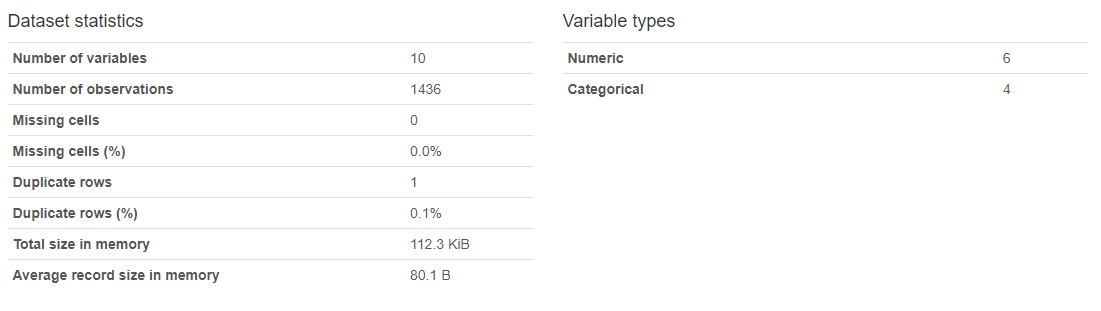 Dataset statistics
Number of variables 10
Number of observations 1436
Missing cells 0
Missing cells (%) 0.0%
Duplicate rows 1
Duplicate rows (%) 0.1%
Total size in memory 112.3 KiB
Average record size in memory 80.1 B
Variable types
Numeric 6
Categorical 4